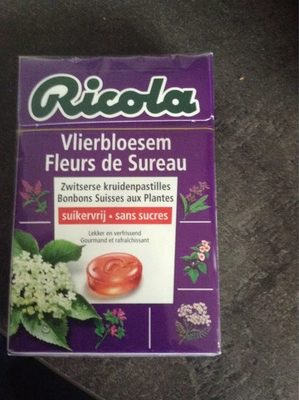 Ricola
Vlierbloesem
Fleurs de Sureau
Zwitserse kruidenpastilles
Bonbons Suisses aux Plantes
suikervrij • sans sucres
Lekker en verfrissend
Gourmand et rafraîchissant